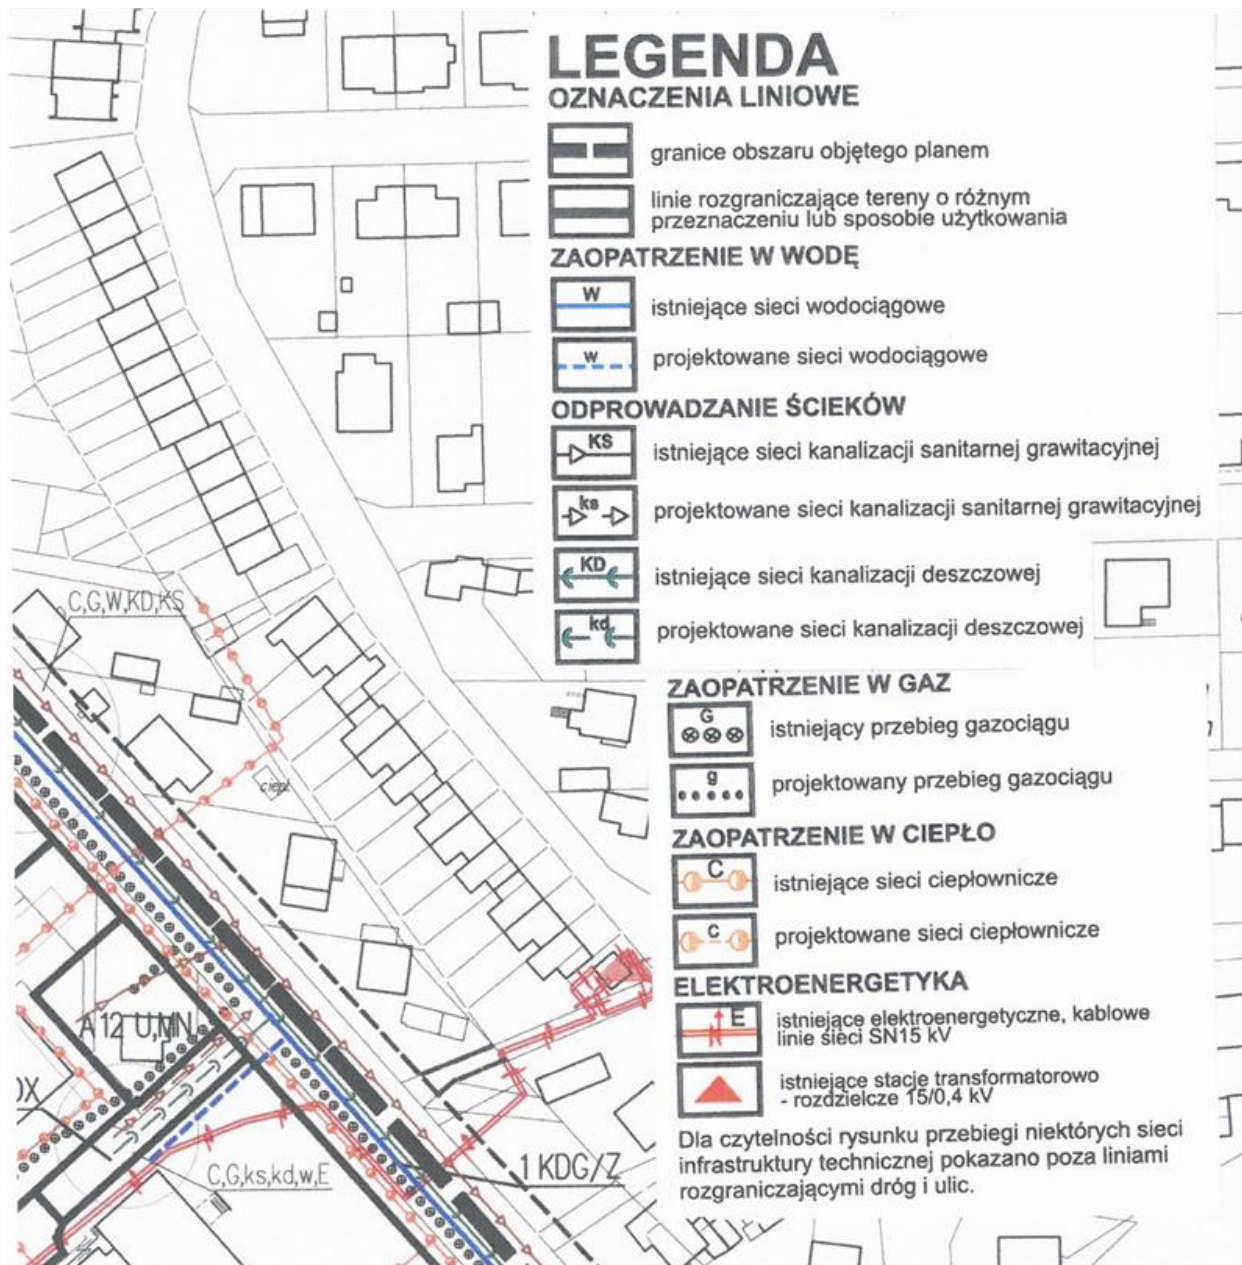 LEGENDA
OZNACZENIA LINIOWE
granice obszaru objętego planem
linie rozgraniczające tereny o różnym
przeznaczeniu lub sposobie użytkowania
ZAOPATRZENIE W WODĘ
W
istniejące sieci wodociągowe
w
projektowane sieci wodociągowe
ODPROWADZANIE ŚCIEKÓW
KS
istniejące sieci kanalizacji sanitarnej grawitacyjnej
ks
projektowane sieci kanalizacji sanitarnej grawitacyjnej
KD
istniejące sieci kanalizacji deszczowej
kd
projektowane sieci kanalizacji deszczowej
ZAOPATRZENIE W GAZ
G
istniejący przebieg gazociągu
g
projektowany przebieg gazociągu
ZAOPATRZENIE W CIEPŁO
C
istniejące sieci ciepłownicze
c
projektowane sieci ciepłownicze
ELEKTROENERGETYKA
E
istniejące elektroenergetyczne, kablowe
linie sieci SN15 kV
istniejące stacje transformatorowo
- rozdzielcze 15/0,4 kV
Dla czytelności rysunku przebiegi niektórych sieci
infrastruktury technicznej pokazano poza liniami
rozgraniczającymi dróg i ulic.
C,G,W,KD,KS
ciepł.
A 12 U,MN
C,G,ks,kd,w,E
1 KDG/Z